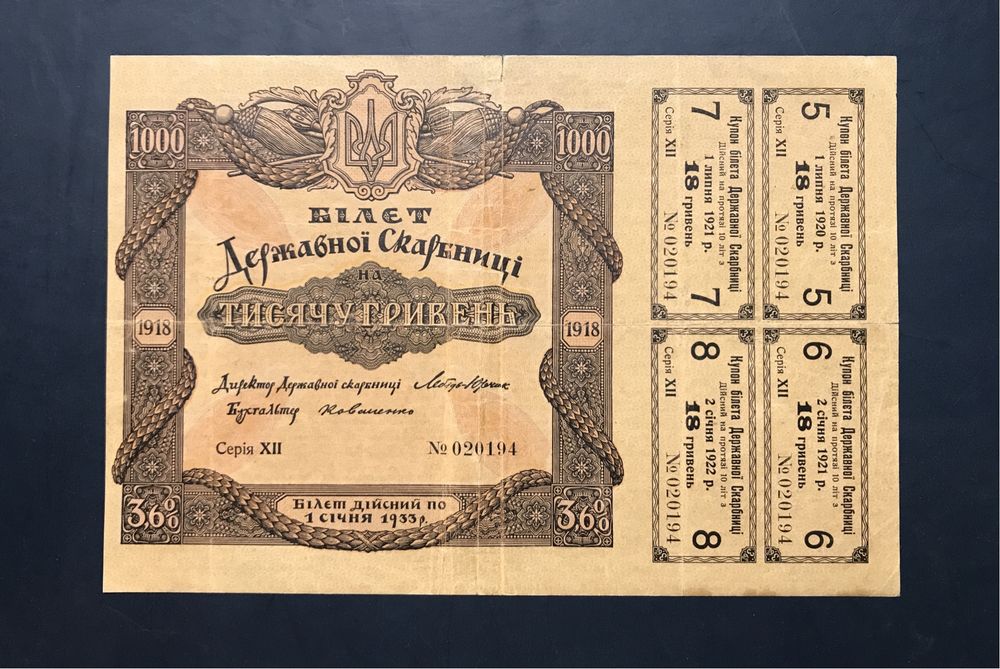 1000
1000
БІЛЕТ
Державної Скарбниці
НА
ТИСЯЧУ ГРИВЕНЬ
1918
1918
Директор Державної скарбниці
Бухгальтер
Серія XII № 020194
БІЛЕТ ДІЙСНИЙ ПО
1 СІЧНЯ 1933 р.
36%
36%
5 5
Купон білета Державної Скарбниці
Дійсний на протязі 10 літ з
1 липня 1920 р.
18 гривень
Серія XII № 020194
6 6
Купон білета Державної Скарбниці
Дійсний на протязі 10 літ з
2 січня 1921 р.
18 гривень
Серія XII № 020194
7 7
Купон білета Державної Скарбниці
Дійсний на протязі 10 літ з
1 липня 1921 р.
18 гривень
Серія XII № 020194
8 8
Купон білета Державної Скарбниці
Дійсний на протязі 10 літ з
2 січня 1922 р.
18 гривень
Серія XII № 020194